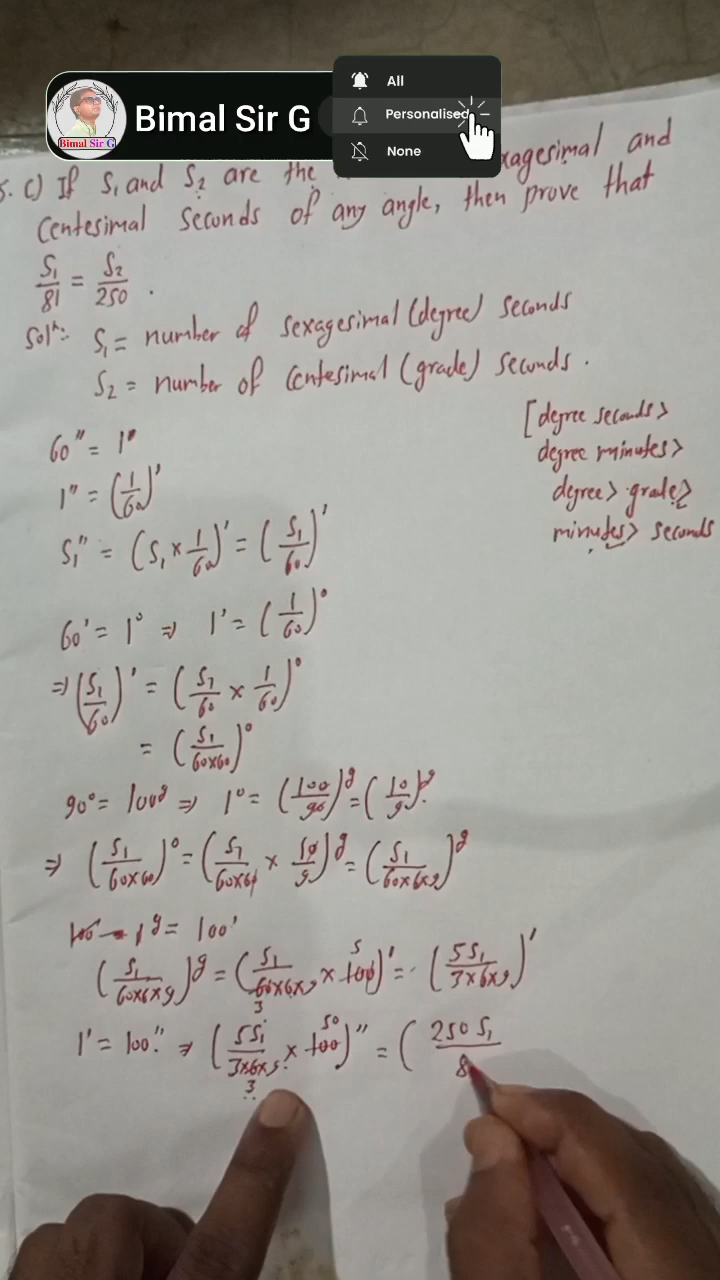 Bimal Sir G
Bimal Sir G
All
Personalised
None
5. c) If S₁ and S₂ are the xagesimal and
Centesimal seconds of any angle, then prove that
S₁/81 = S₂/250 .
Solⁿ: S₁ = number of sexagesimal (degree) seconds
S₂ = number of Centesimal (grade) seconds .
[degree seconds>
degree minutes>
degree> grade>
minutes> seconds
60" = 1'
1" = (1/60)'
S₁" = (S₁ × 1/60)' = (S₁/60)'
60' = 1° ⇒ 1' = (1/60)°
⇒ (S₁/60)' = (S₁/60 × 1/60)°
= (S₁/60×60)°
90° = 100g ⇒ 1° = (100/90)g = (10/9)g.
⇒ (S₁/60×60)° = (S₁/60×60 × 10/9)g = (S₁/60×6×9)g
1g = 100'
(S₁/60×6×9)g = (S₁/60×6×9 × 100)' = (5S₁/3×6×9)'
1' = 100" ⇒ (5S₁/3×6×9 × 100)" = (250 S₁/8